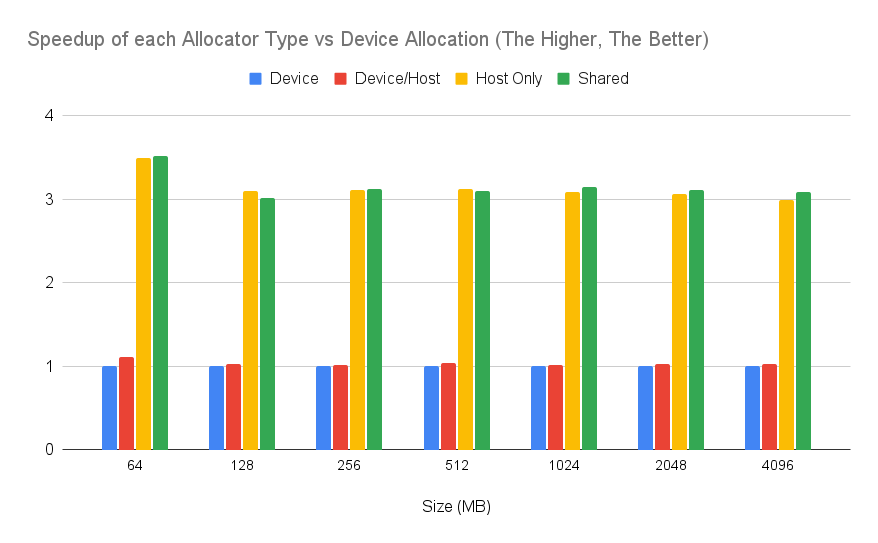 Speedup of each Allocator Type vs Device Allocation (The Higher, The Better)
Device Device/Host Host Only Shared
4
3
2
1
0
64 128 256 512 1024 2048 4096
Size (MB)